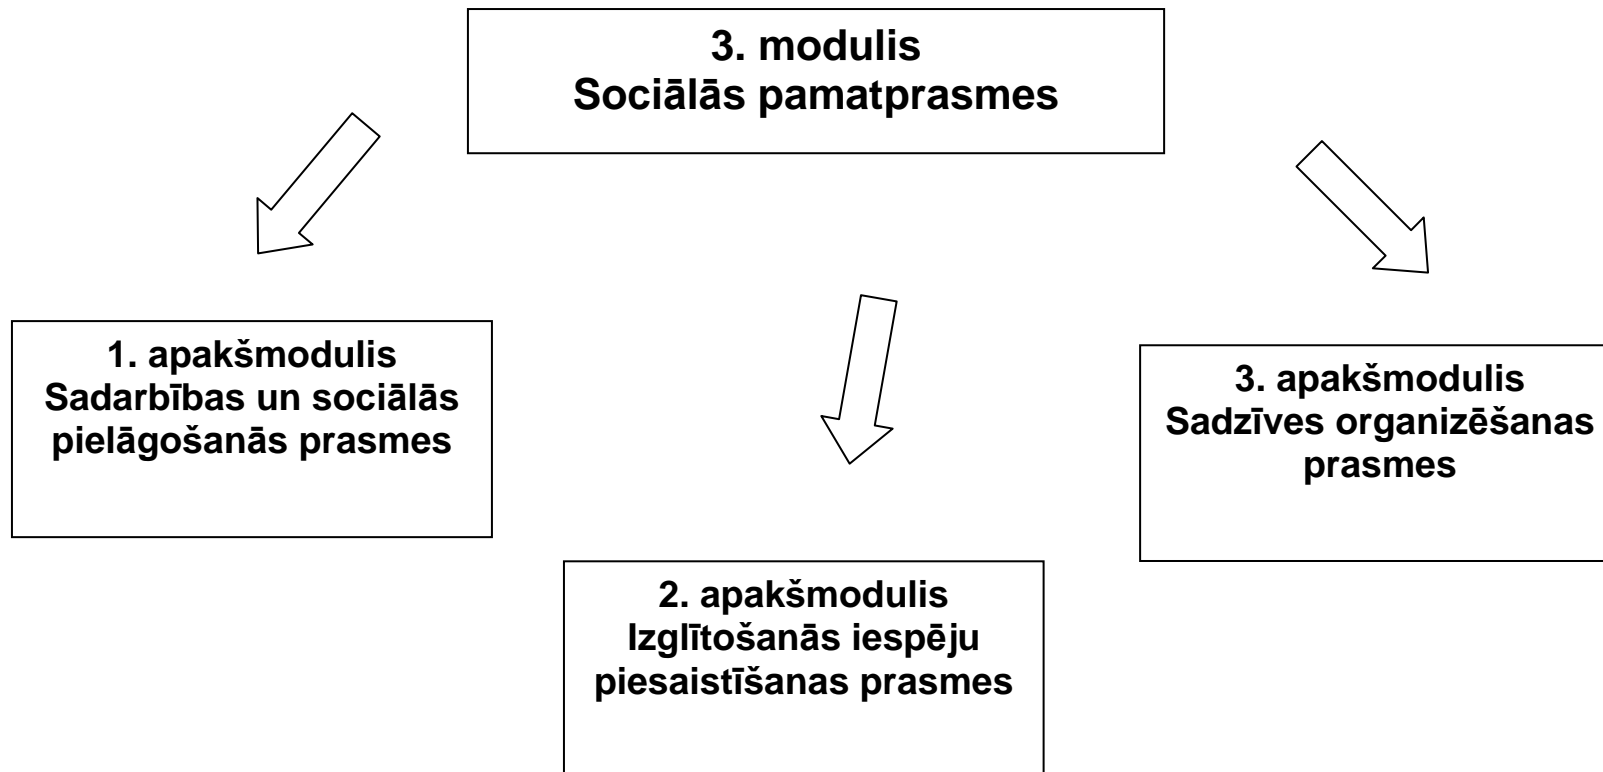 3. modulis
Sociālās pamatprasmes
1. apakšmodulis
Sadarbības un sociālās
pielāgošanās prasmes
2. apakšmodulis
Izglītošanās iespēju
piesaistīšanas prasmes
3. apakšmodulis
Sadzīves organizēšanas
prasmes